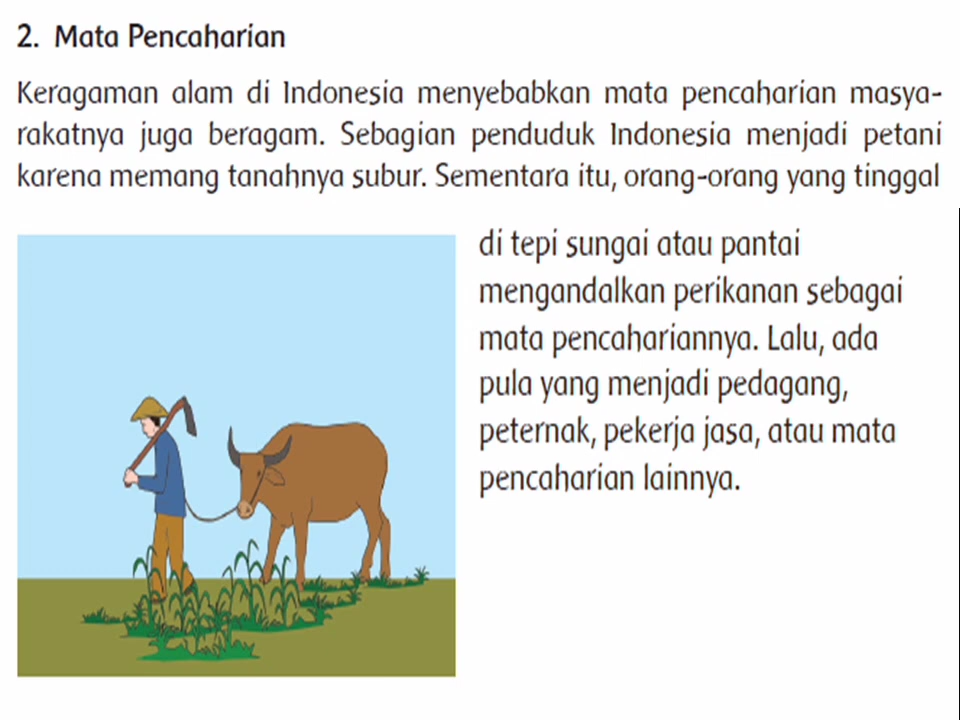 2. Mata Pencaharian
Keragaman alam di Indonesia menyebabkan mata pencaharian masya-
rakatnya juga beragam. Sebagian penduduk Indonesia menjadi petani
karena memang tanahnya subur. Sementara itu, orang-orang yang tinggal
di tepi sungai atau pantai
mengandalkan perikanan sebagai
mata pencahariannya. Lalu, ada
pula yang menjadi pedagang,
peternak, pekerja jasa, atau mata
pencaharian lainnya.